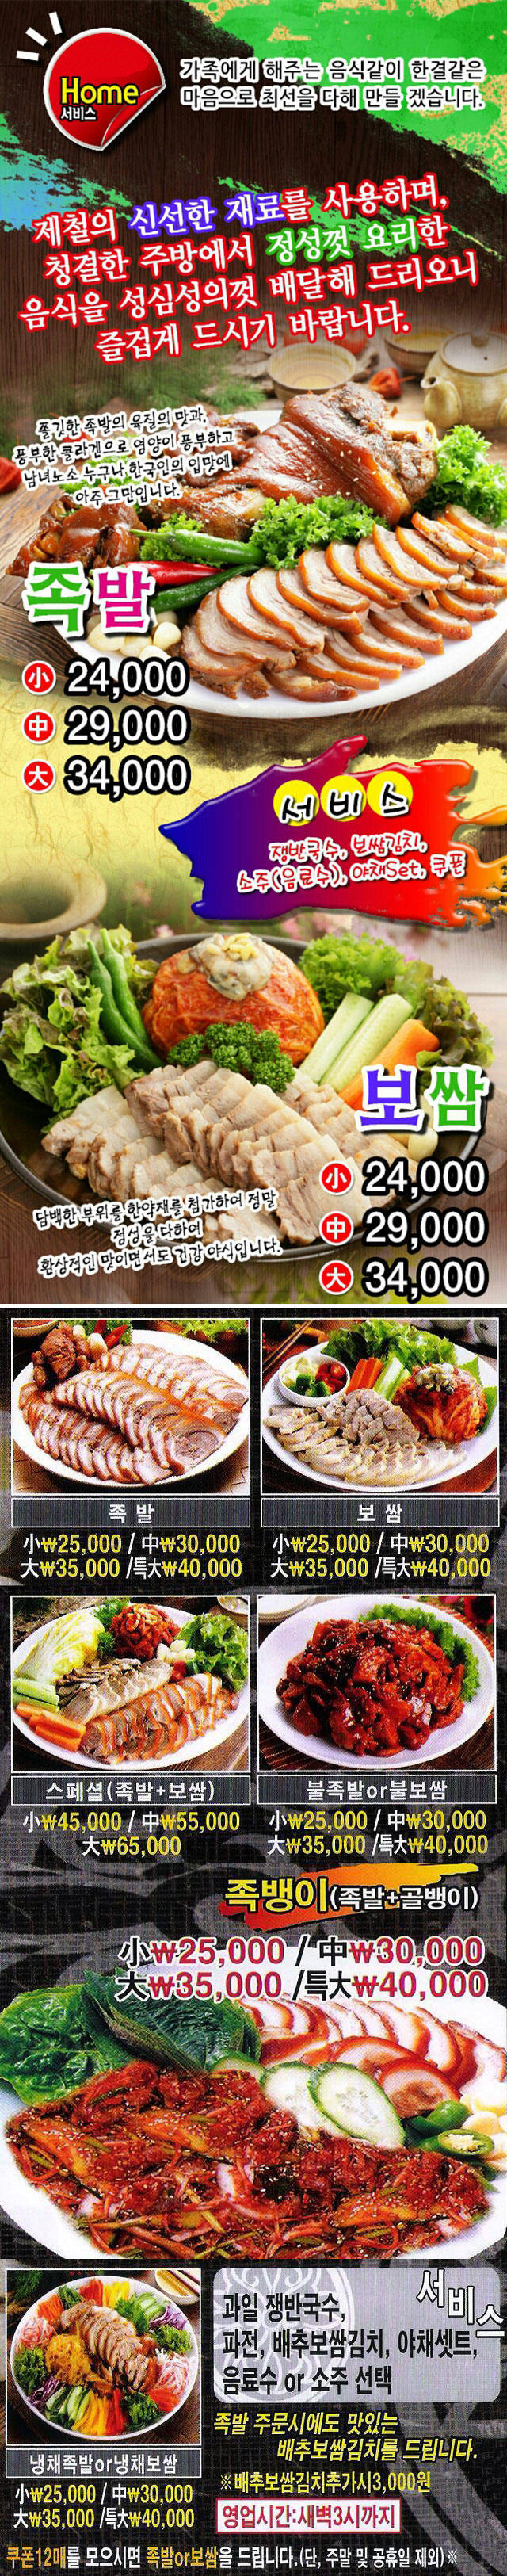 Home
서비스
가족에게 해주는 음식같이 한결같은
마음으로 최선을 다해 만들 겠습니다.
제철의 신선한 재료를 사용하며,
청결한 주방에서 정성껏 요리한
음식을 성심성의껏 배달해 드리오니
즐겁게 드시기 바랍니다.
쫄깃한 족발의 육질의 맛과,
풍부한 콜라겐으로 영양이 풍부하고
남녀노소 누구나 한국인의 입맛에
아주 그만입니다.
족발
小 24,000
中 29,000
大 34,000
서비스
쟁반국수, 보쌈김치,
소주(음료수), 야채Set, 쿠폰
보쌈
小 24,000
中 29,000
大 34,000
담백한 부위를 한약재를 첨가하여 정말
정성을 다하여
환상적인 맛이면서도 건강 야식입니다.
족 발
小₩25,000 / 中₩30,000
大₩35,000 /특大₩40,000
보 쌈
小₩25,000 / 中₩30,000
大₩35,000 /특大₩40,000
스페셜(족발+보쌈)
小₩45,000 / 中₩55,000
大₩65,000
불족발or불보쌈
小₩25,000 / 中₩30,000
大₩35,000 /특大₩40,000
족뱅이(족발+골뱅이)
小₩25,000 / 中₩30,000
大₩35,000 /특大₩40,000
냉채족발or냉채보쌈
小₩25,000 / 中₩30,000
大₩35,000 /특大₩40,000
서비스
과일 쟁반국수,
파전, 배추보쌈김치, 야채셋트,
음료수 or 소주 선택
족발 주문시에도 맛있는
배추보쌈김치를 드립니다.
※배추보쌈김치추가시3,000원
영업시간:새벽3시까지
쿠폰12매를 모으시면 족발or보쌈을 드립니다.(단, 주말 및 공휴일 제외)※